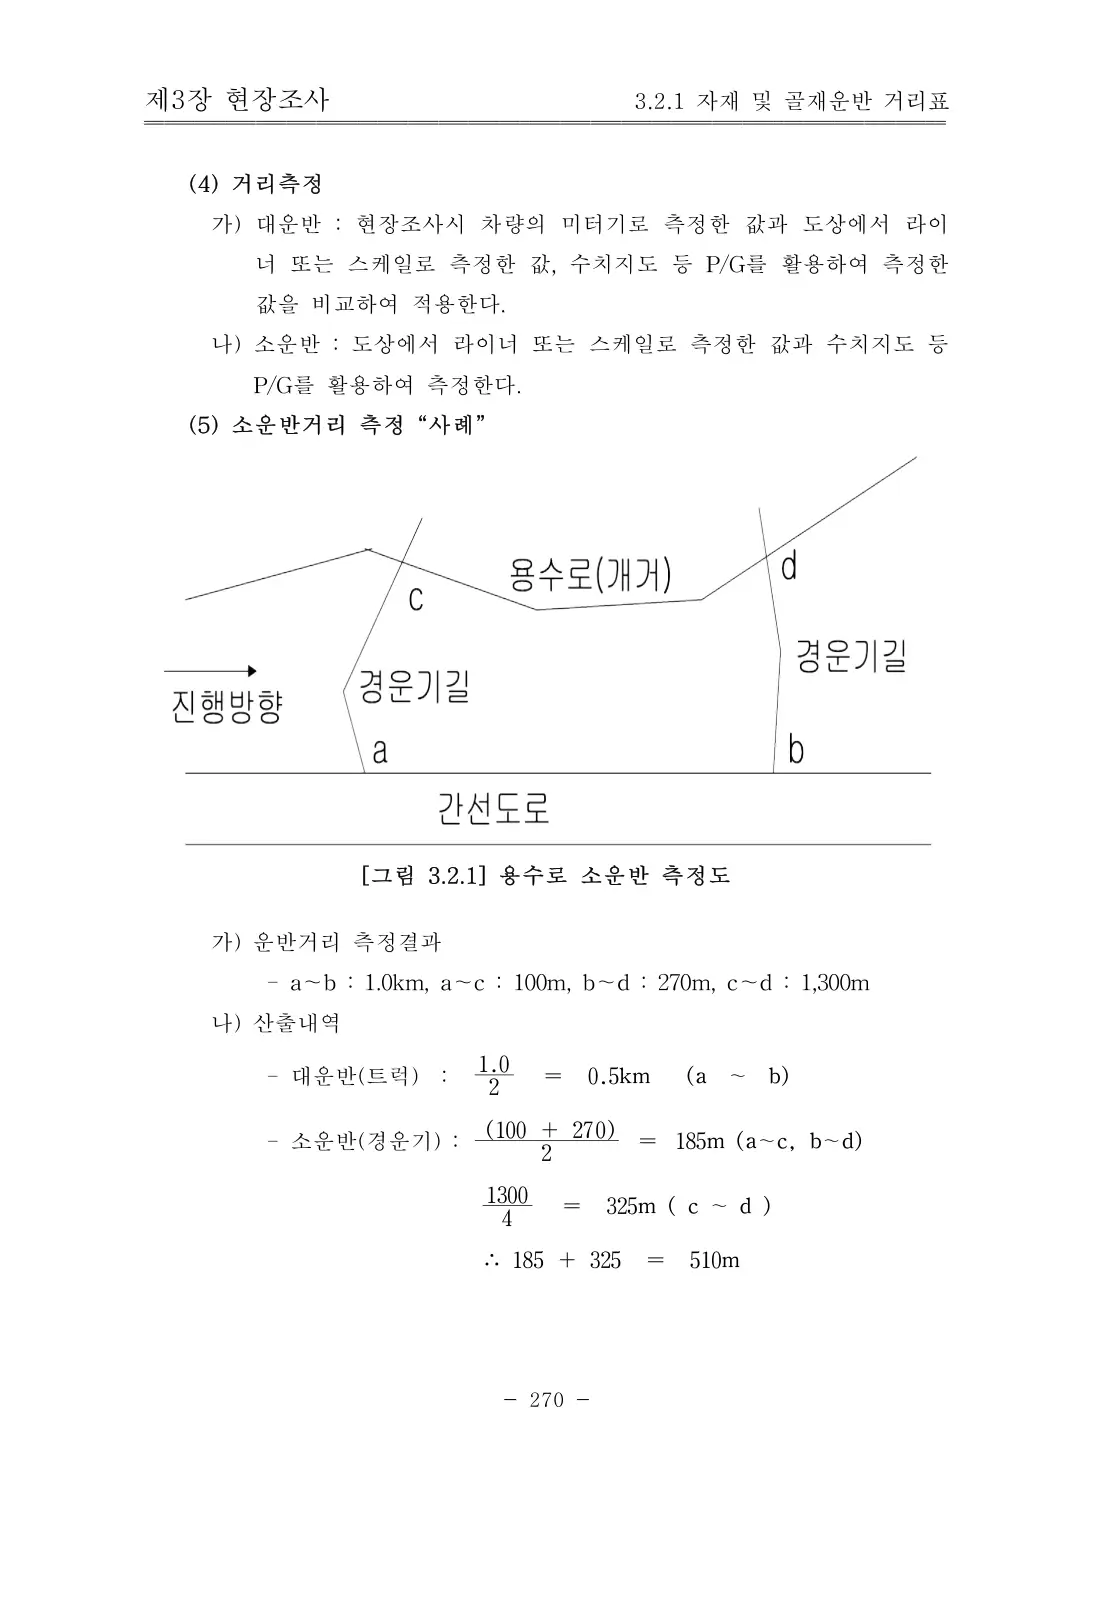 제3장 현장조사 3.2.1 자재 및 골재운반 거리표
(4) 거리측정
가) 대운반 : 현장조사시 차량의 미터기로 측정한 값과 도상에서 라이
너 또는 스케일로 측정한 값, 수치지도 등 P/G를 활용하여 측정한
값을 비교하여 적용한다.
나) 소운반 : 도상에서 라이너 또는 스케일로 측정한 값과 수치지도 등
P/G를 활용하여 측정한다.
(5) 소운반거리 측정 “사례”
용수로(개거)
d
c
경운기길
경운기길
진행방향
a
b
간선도로
[그림 3.2.1] 용수로 소운반 측정도
가) 운반거리 측정결과
- a～b : 1.0km, a～c : 100m, b～d : 270m, c～d : 1,300m
나) 산출내역
- 대운반(트럭) : 1.0/2 = 0.5km (a ~ b)
- 소운반(경운기) : (100 + 270)/2 = 185m (a~c, b~d)
1300/4 = 325m ( c ~ d )
∴ 185 + 325 = 510m
- 270 -